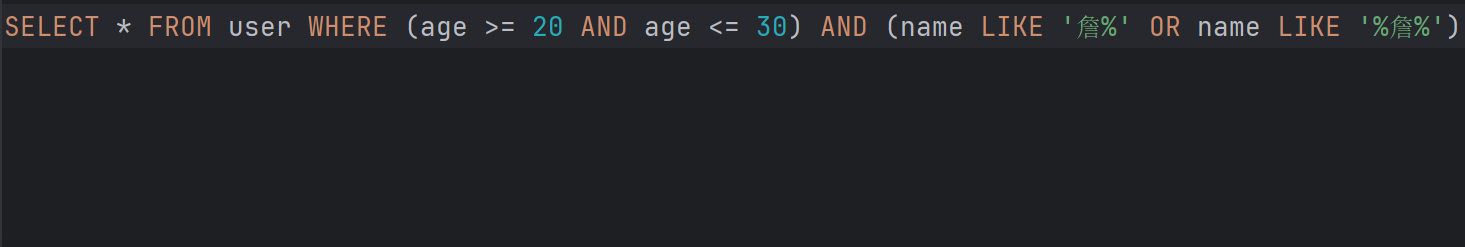 SELECT * FROM user WHERE (age >= 20 AND age <= 30) AND (name LIKE '詹%' OR name LIKE '%詹%')